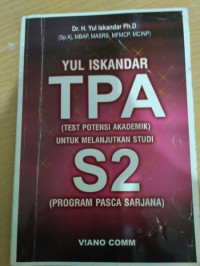 Dr. H. Yul Iskandar Ph.D
(Sp.Kj, MBAP, MASRS, MFMCP, MCINP)
YUL ISKANDAR
TPA
(TEST POTENSI AKADEMIK)
UNTUK MELANJUTKAN STUDI
S2
(PROGRAM PASCA SARJANA)
VIANO COMM